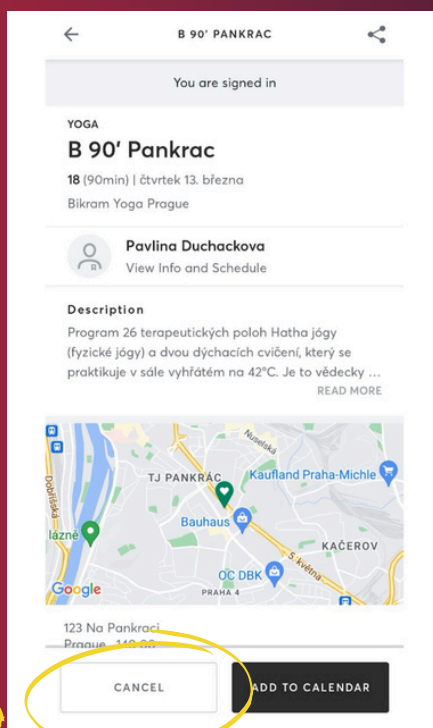 B 90' PANKRAC
You are signed in
YOGA
B 90' Pankrac
18 (90min) | čtvrtek 13. března
Bikram Yoga Prague
Pavlina Duchackova
View Info and Schedule
Description
Program 26 terapeutických poloh Hatha jógy
(fyzické jógy) a dvou dýchacích cvičení, který se
praktikuje v sále vyhřátém na 42°C. Je to vědecky ...
READ MORE
Nuselská
TJ PANKRÁC
Kaufland Praha-Michle
Dobříšská
Bauhaus
lázně
5. května
KAČEROV
OC DBK
Google
PRAHA 4
123 Na Pankraci
Prague
CANCEL
ADD TO CALENDAR